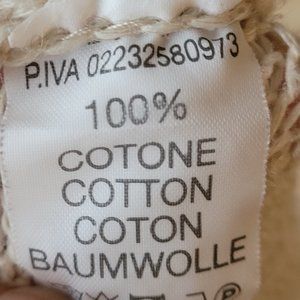 P.IVA 02232580973
100%
COTONE
COTTON
COTON
BAUMWOLLE